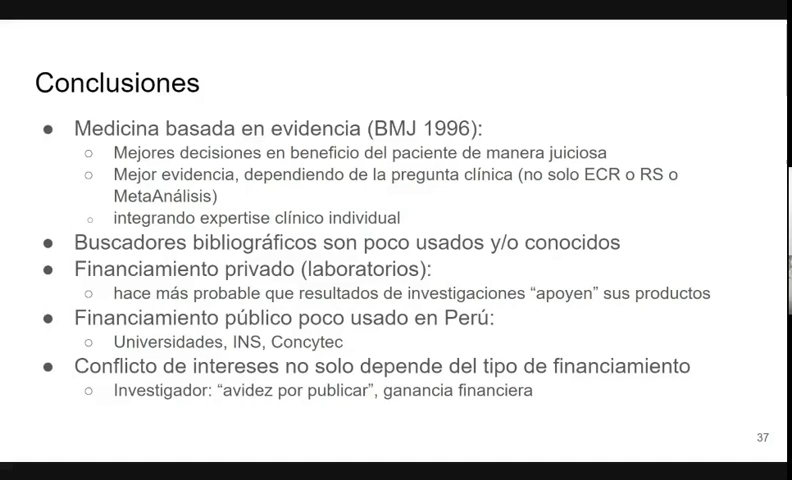 Conclusiones
● Medicina basada en evidencia (BMJ 1996):
○ Mejores decisiones en beneficio del paciente de manera juiciosa
○ Mejor evidencia, dependiendo de la pregunta clínica (no solo ECR o RS o
MetaAnálisis)
○ integrando expertise clínico individual
● Buscadores bibliográficos son poco usados y/o conocidos
● Financiamiento privado (laboratorios):
○ hace más probable que resultados de investigaciones “apoyen” sus productos
● Financiamiento público poco usado en Perú:
○ Universidades, INS, Concytec
● Conflicto de intereses no solo depende del tipo de financiamiento
○ Investigador: “avidez por publicar”, ganancia financiera
37